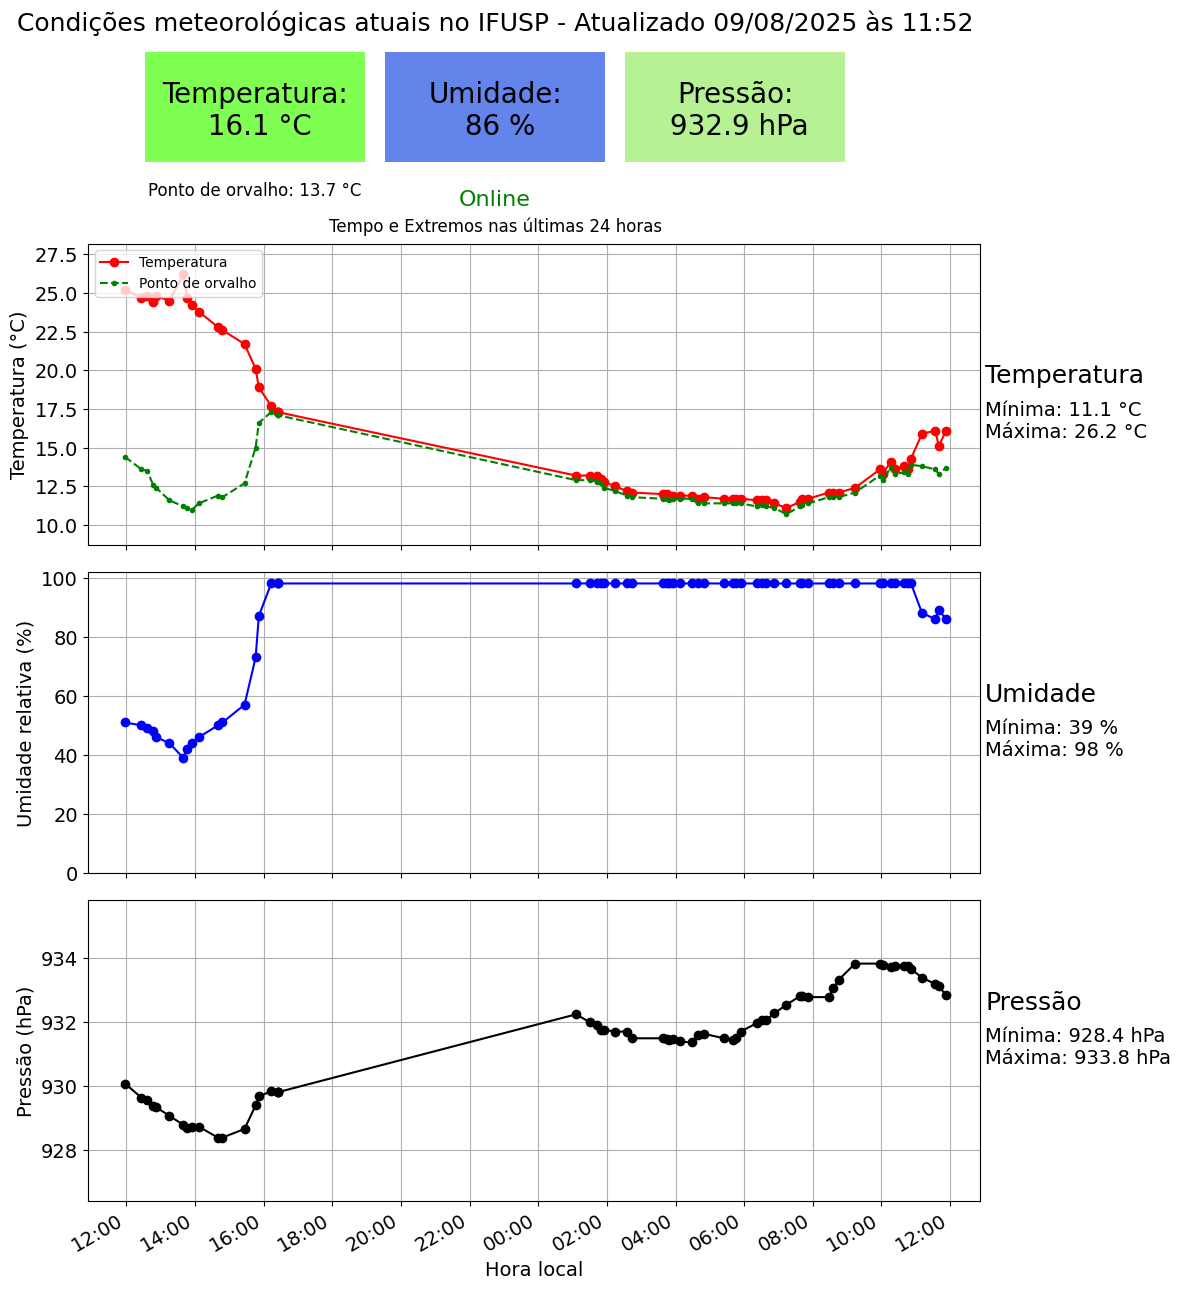 Condições meteorológicas atuais no IFUSP - Atualizado 09/08/2025 às 11:52
Temperatura:
16.1 °C
Umidade:
86 %
Pressão:
932.9 hPa
Ponto de orvalho: 13.7 °C
Online
Tempo e Extremos nas últimas 24 horas
Temperatura
Ponto de orvalho
27.5
25.0
22.5
20.0
17.5
15.0
12.5
10.0
Temperatura (°C)
Temperatura
Mínima: 11.1 °C
Máxima: 26.2 °C
100
80
60
40
20
0
Umidade relativa (%)
Umidade
Mínima: 39 %
Máxima: 98 %
934
932
930
928
Pressão (hPa)
Pressão
Mínima: 928.4 hPa
Máxima: 933.8 hPa
12:00
14:00
16:00
18:00
20:00
22:00
00:00
02:00
04:00
06:00
08:00
10:00
12:00
Hora local